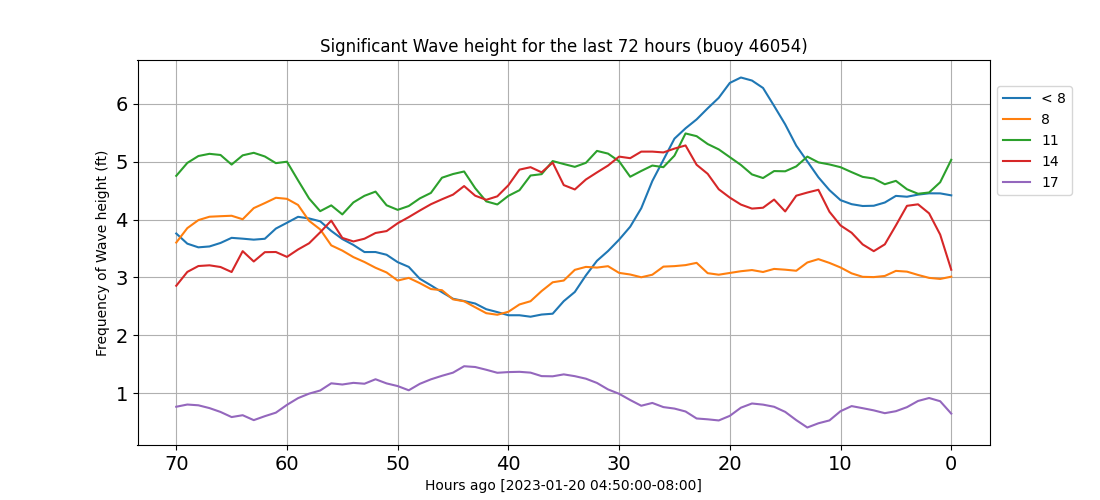 Significant Wave height for the last 72 hours (buoy 46054)
Frequency of Wave height (ft)
6
5
4
3
2
1
70 60 50 40 30 20 10 0
Hours ago [2023-01-20 04:50:00-08:00]
< 8
8
11
14
17